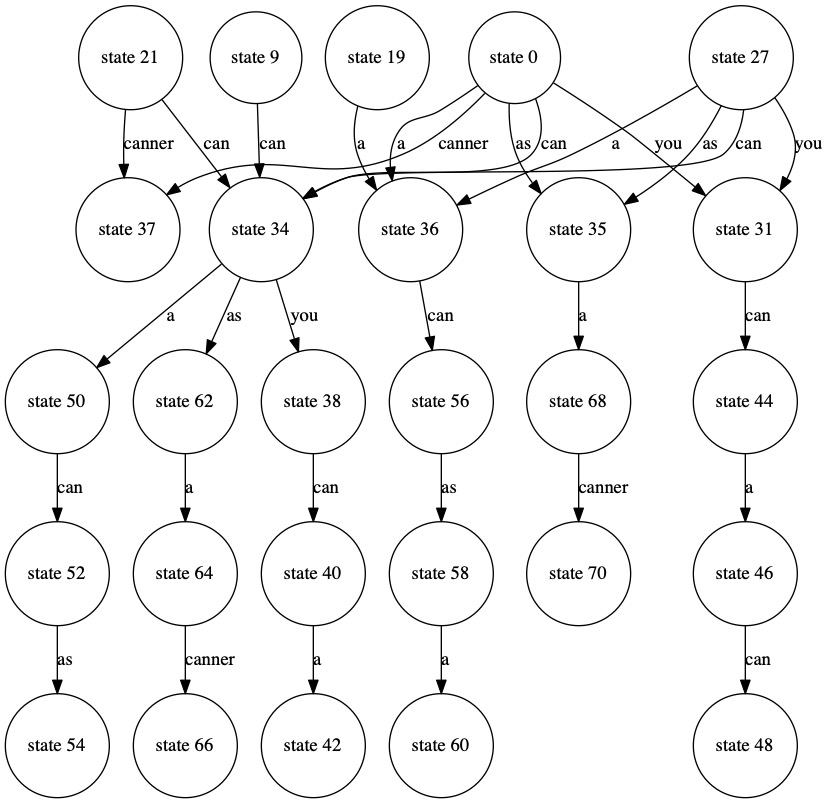 state 21
state 9
state 19
state 0
state 27
canner
can
can
a
a
canner
as
can
a
you
as
can
you
state 37
state 34
state 36
state 35
state 31
a
as
you
can
a
can
state 50
state 62
state 38
state 56
state 68
state 44
can
a
can
as
canner
a
state 52
state 64
state 40
state 58
state 70
state 46
as
canner
a
a
can
state 54
state 66
state 42
state 60
state 48